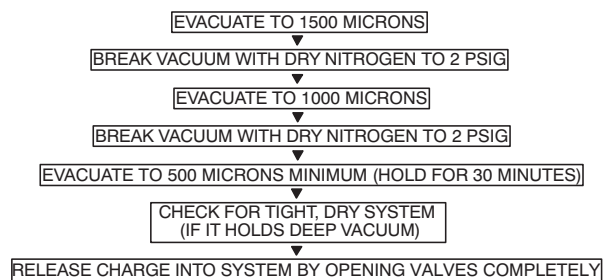 EVACUATE TO 1500 MICRONS
BREAK VACUUM WITH DRY NITROGEN TO 2 PSIG
EVACUATE TO 1000 MICRONS
BREAK VACUUM WITH DRY NITROGEN TO 2 PSIG
EVACUATE TO 500 MICRONS MINIMUM (HOLD FOR 30 MINUTES)
CHECK FOR TIGHT, DRY SYSTEM
(IF IT HOLDS DEEP VACUUM)
RELEASE CHARGE INTO SYSTEM BY OPENING VALVES COMPLETELY